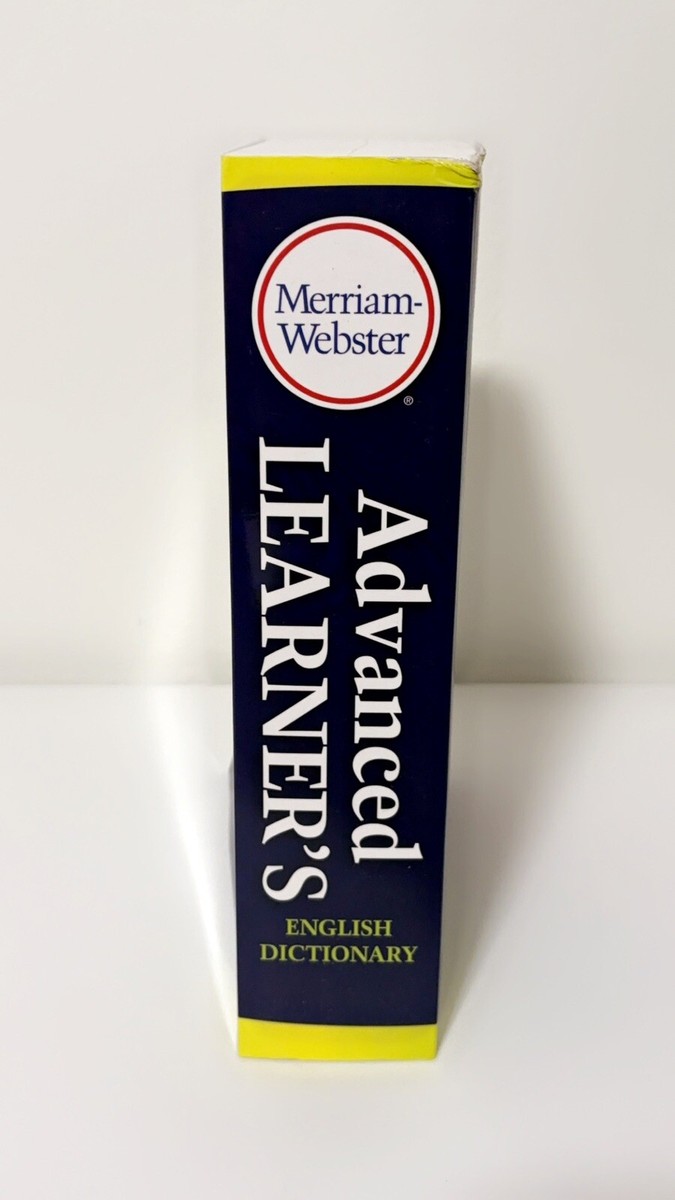 Merriam-
Webster
®
Advanced
LEARNER'S
ENGLISH
DICTIONARY